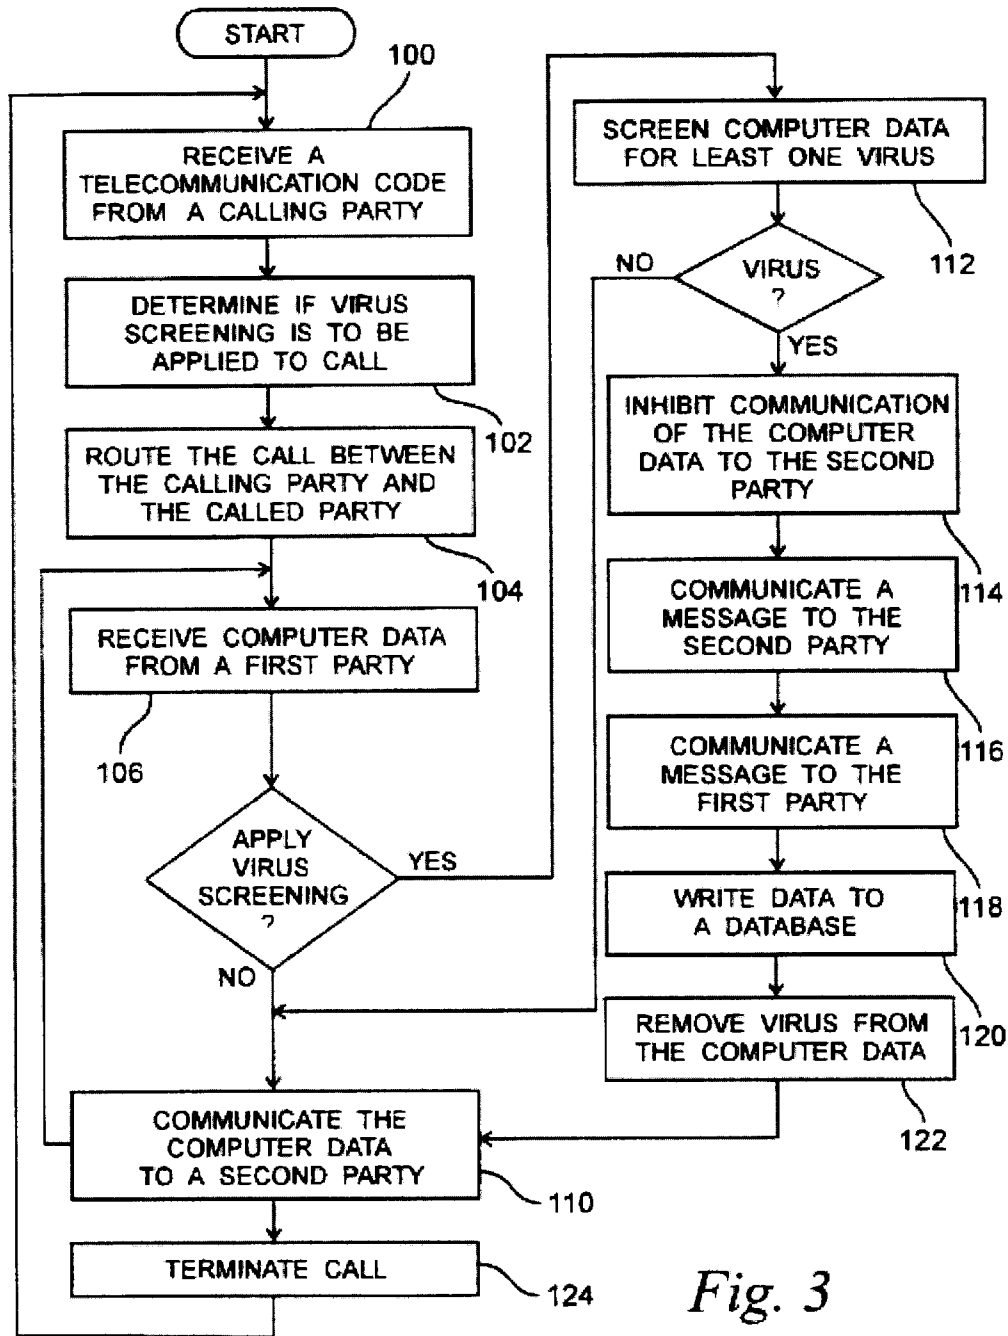 START
100
RECEIVE A
TELECOMMUNICATION CODE
FROM A CALLING PARTY
DETERMINE IF VIRUS
SCREENING IS TO BE
APPLIED TO CALL
102
ROUTE THE CALL BETWEEN
THE CALLING PARTY AND
THE CALLED PARTY
104
RECEIVE COMPUTER DATA
FROM A FIRST PARTY
106
APPLY
VIRUS
SCREENING
?
YES
NO
COMMUNICATE THE
COMPUTER DATA
TO A SECOND PARTY
110
TERMINATE CALL
124
SCREEN COMPUTER DATA
FOR LEAST ONE VIRUS
112
VIRUS
?
NO
YES
INHIBIT COMMUNICATION
OF THE COMPUTER
DATA TO THE SECOND
PARTY
114
COMMUNICATE A
MESSAGE TO THE
SECOND PARTY
116
COMMUNICATE A
MESSAGE TO THE
FIRST PARTY
118
WRITE DATA TO
A DATABASE
120
REMOVE VIRUS FROM
THE COMPUTER DATA
122
Fig. 3